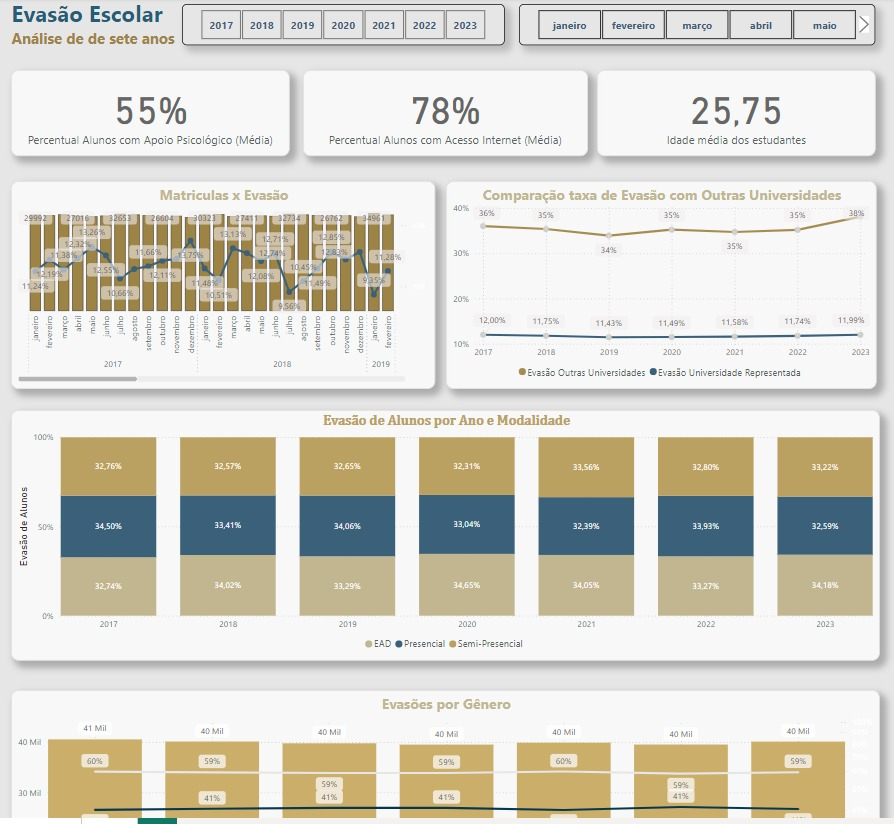 Evasão Escolar
Análise de de sete anos
2017 2018 2019 2020 2021 2022 2023
janeiro fevereiro março abril maio
55%
Percentual Alunos com Apoio Psicológico (Média)
78%
Percentual Alunos com Acesso Internet (Média)
25,75
Idade média dos estudantes
Matriculas x Evasão
29992 27016 32653 26604 30323 27411 32734 26762 34961
13,26% 13,13% 12,71% 12,85%
12,32% 11,66% 12,74% 12,83% 11,28%
11,38% 13,75%
12,19% 12,55% 12,11% 12,08% 10,45%
11,24% 11,48% 11,49% 9,35%
10,66% 10,51%
9,56%
janeiro fevereiro março abril maio junho julho agosto setembro outubro novembro dezembro janeiro fevereiro março abril maio junho julho agosto setembro outubro novembro dezembro janeiro fevereiro
2017 2018 2019
Comparação taxa de Evasão com Outras Universidades
40%
36% 35% 35% 35% 38%
34% 35%
30%
20%
12,00% 11,75% 11,43% 11,49% 11,58% 11,74% 11,99%
10%
2017 2018 2019 2020 2021 2022 2023
Evasão Outras Universidades Evasão Universidade Representada
Evasão de Alunos por Ano e Modalidade
Evasão de Alunos
100%
32,76% 32,57% 32,65% 32,31% 33,56% 32,80% 33,22%
50%
34,50% 33,41% 34,06% 33,04% 32,39% 33,93% 32,59%
32,74% 34,02% 33,29% 34,65% 34,05% 33,27% 34,18%
0%
2017 2018 2019 2020 2021 2022 2023
EAD Presencial Semi-Presencial
Evasões por Gênero
41 Mil 40 Mil 40 Mil 40 Mil 40 Mil 40 Mil 40 Mil
40 Mil
60% 59% 59% 59% 60% 59% 59%
30 Mil
41% 41% 41% 41%